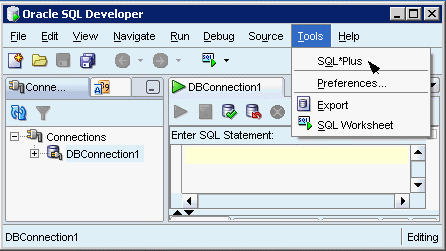 Oracle SQL Developer
File Edit View Navigate Run Debug Source Tools Help
SQL*Plus
Preferences...
Export
SQL Worksheet
Conne...
DBConnection1
Enter SQL Statement:
Connections
DBConnection1
DBConnection1
Editing